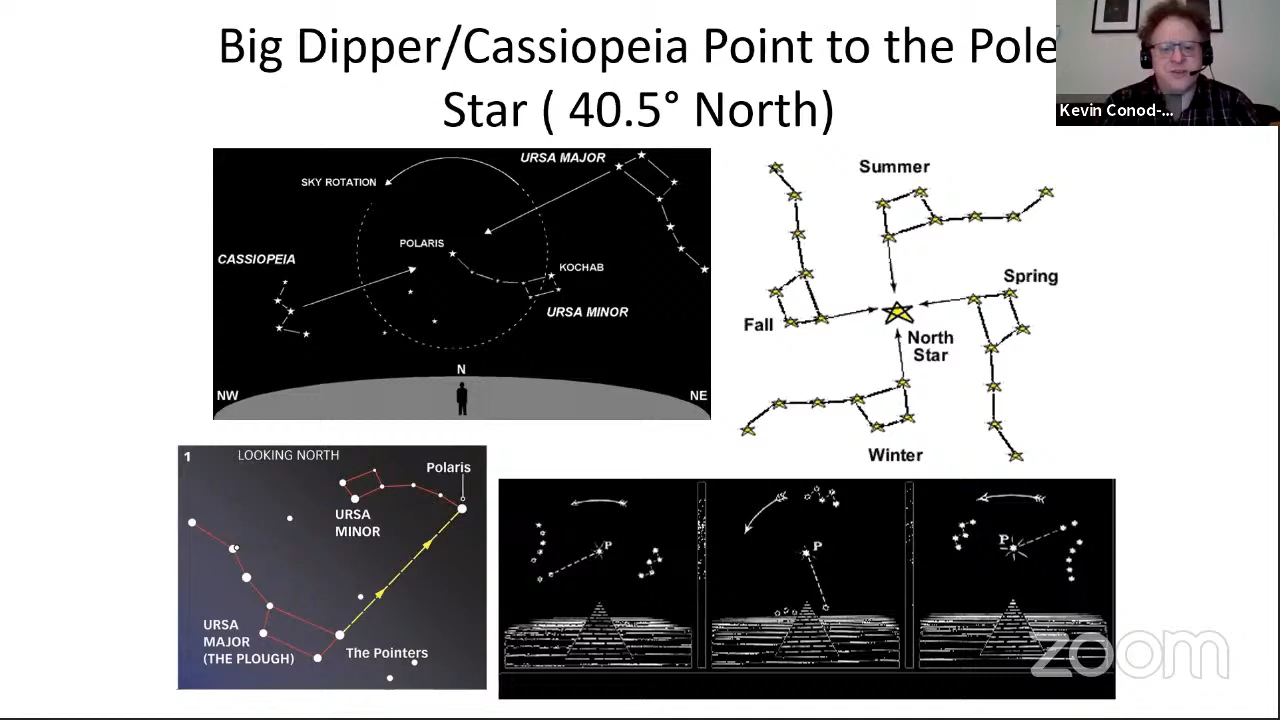 Big Dipper/Cassiopeia Point to the Pole
Star ( 40.5° North)
Kevin Conod-...
URSA MAJOR
SKY ROTATION
POLARIS
CASSIOPEIA
KOCHAB
URSA MINOR
N
NW
NE
Summer
Spring
Fall
North
Star
Winter
1
LOOKING NORTH
Polaris
URSA
MINOR
URSA
MAJOR
(THE PLOUGH)
The Pointers
P
P
P
zoom